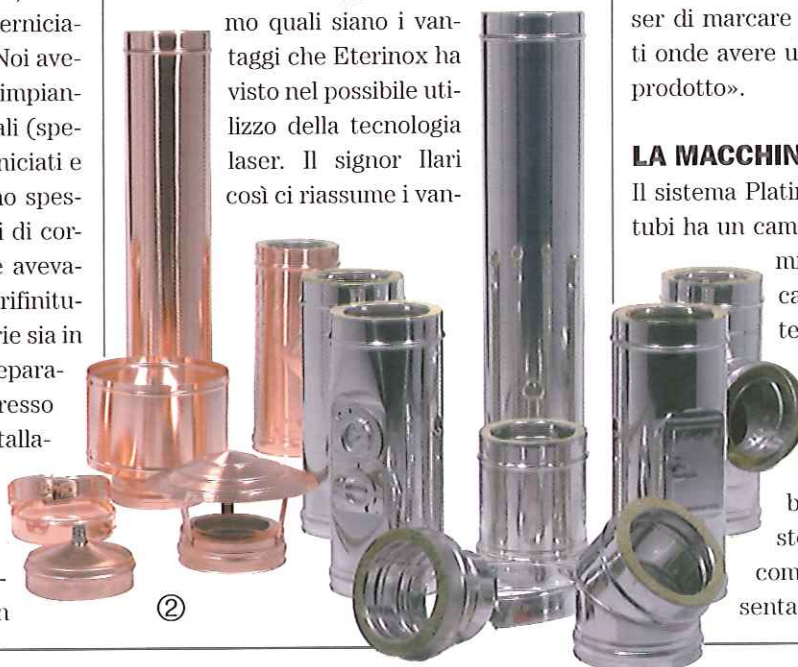 ernicia-
Noi ave-
impian-
ali (spe-
niciati e
no spes-
i di cor-
e aveva-
rifinitu-
rie sia in
epara-
resso
talla-
-
n
mo quali siano i van-
taggi che Eterinox ha
visto nel possibile uti-
lizzo della tecnologia
laser. Il signor Ilari
così ci riassume i van-
ser di marcare
ti onde avere u
prodotto».
LA MACCHIN
Il sistema Platin
tubi ha un cam
mi
ca
te
b
ste
com
senta
②